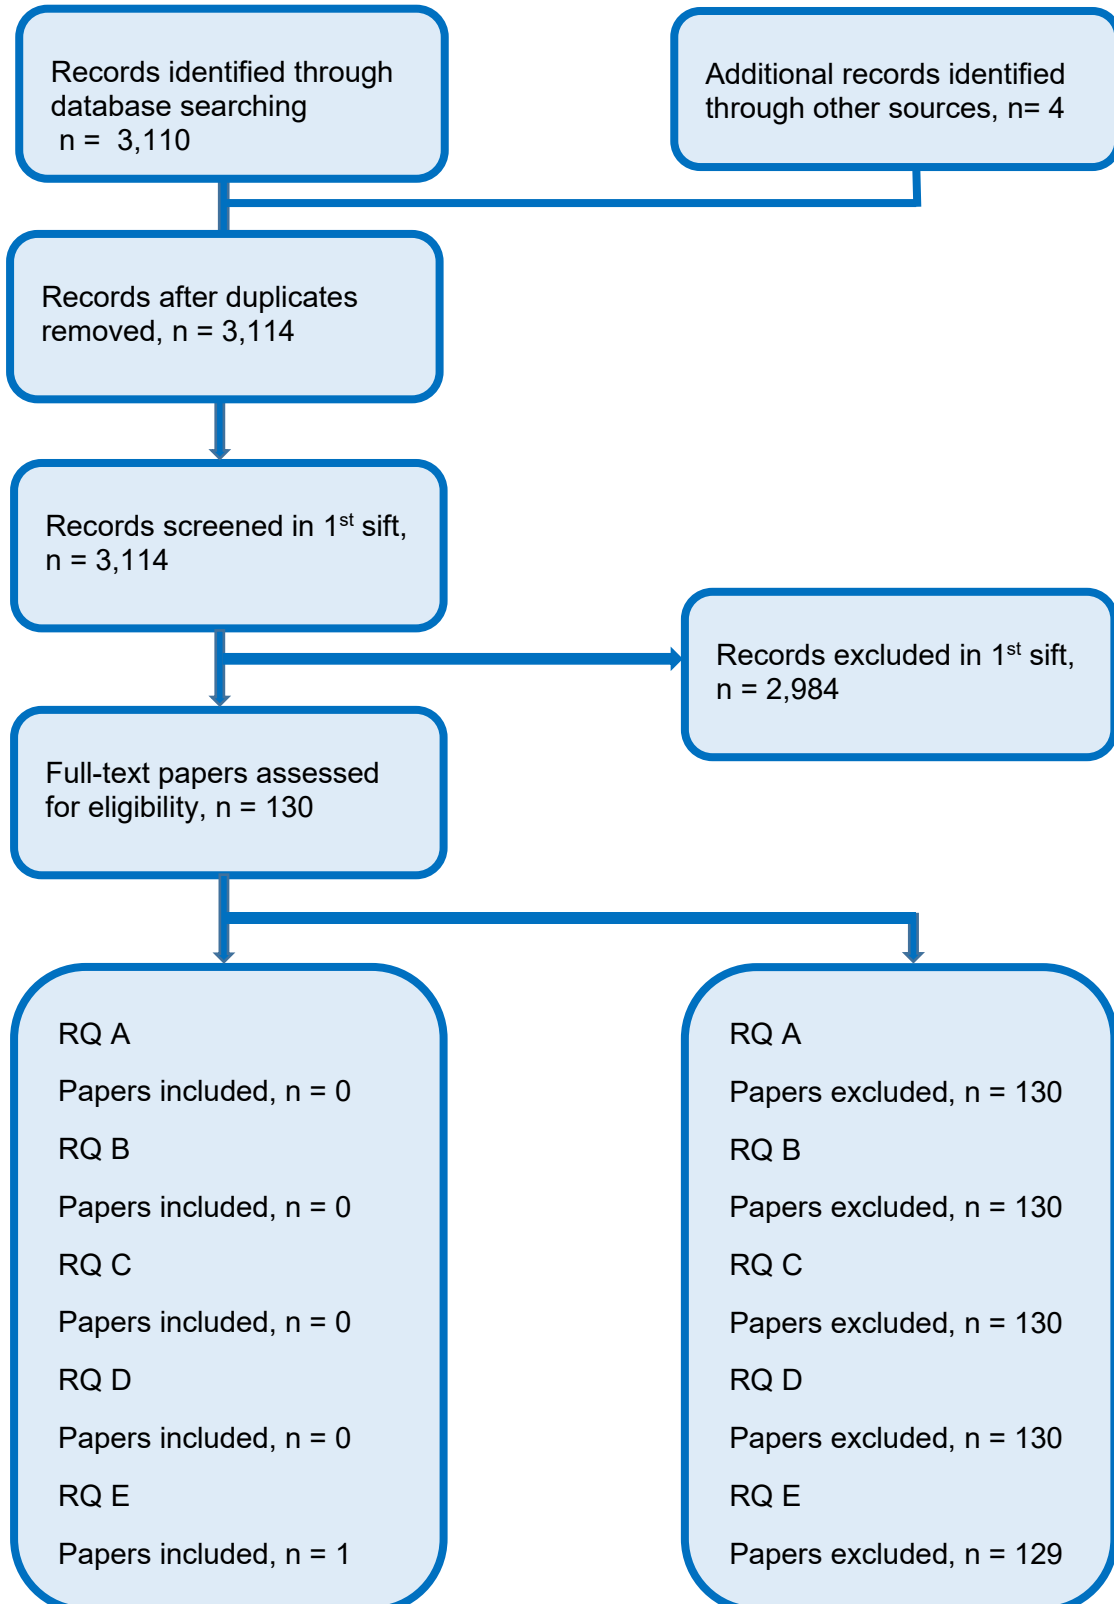 Records identified through
database searching
n =  3,110
Additional records identified
through other sources, n= 4
Records after duplicates
removed, n = 3,114
Records screened in 1st sift,
n = 3,114
Records excluded in 1st sift,
n = 2,984
Full-text papers assessed
for eligibility, n = 130
RQ A
Papers included, n = 0
RQ B
Papers included, n = 0
RQ C
Papers included, n = 0
RQ D
Papers included, n = 0
RQ E
Papers included, n = 1
RQ A
Papers excluded, n = 130
RQ B
Papers excluded, n = 130
RQ C
Papers excluded, n = 130
RQ D
Papers excluded, n = 130
RQ E
Papers excluded, n = 129